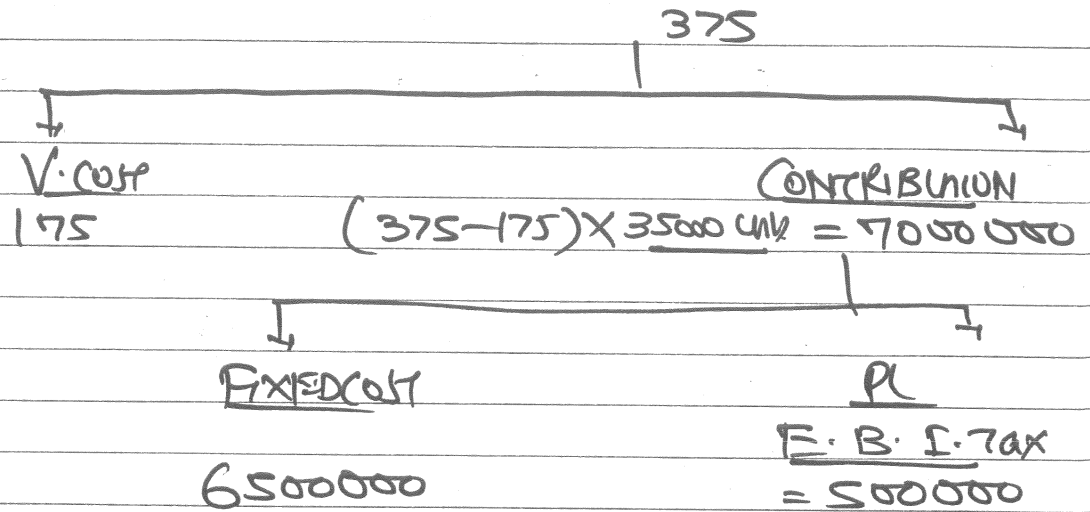 375
V.COST
CONTRIBUTION
175
(375-175)×35000 Unit = 7000000
FIXED COST
PL
E.B.I.Tax
6500000
= 500000